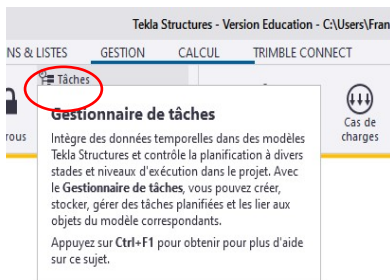 Tekla Structures - Version Education - C:\Users\Fran
NS & LISTES GESTION CALCUL TRIMBLE CONNECT
Tâches
Gestionnaire de tâches
rous
Intègre des données temporelles dans des modèles
Tekla Structures et contrôle la planification à divers
stades et niveaux d'exécution dans le projet. Avec
le Gestionnaire de tâches, vous pouvez créer,
stocker, gérer des tâches planifiées et les lier aux
objets du modèle correspondants.
Appuyez sur Ctrl+F1 pour obtenir pour plus d'aide
sur ce sujet.
Cas de
charges